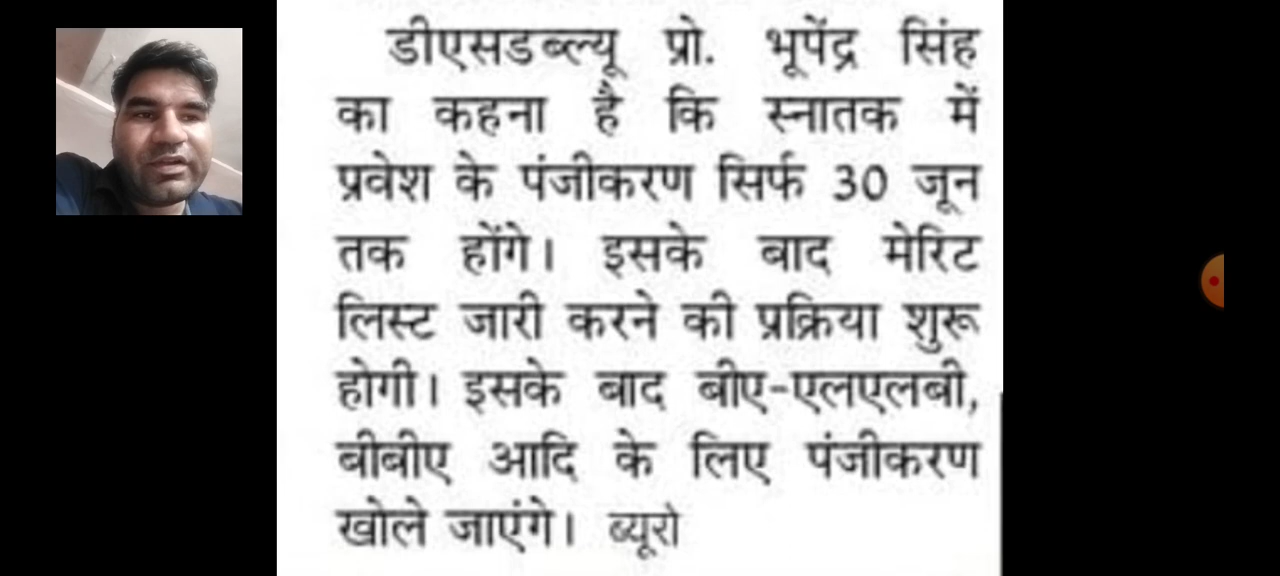 डीएसडब्ल्यू प्रो. भूपेंद्र सिंह
का कहना है कि स्नातक में
प्रवेश के पंजीकरण सिर्फ 30 जून
तक होंगे। इसके बाद मेरिट
लिस्ट जारी करने की प्रक्रिया शुरू
होगी। इसके बाद बीए-एलएलबी,
बीबीए आदि के लिए पंजीकरण
खोले जाएंगे। ब्यूरो